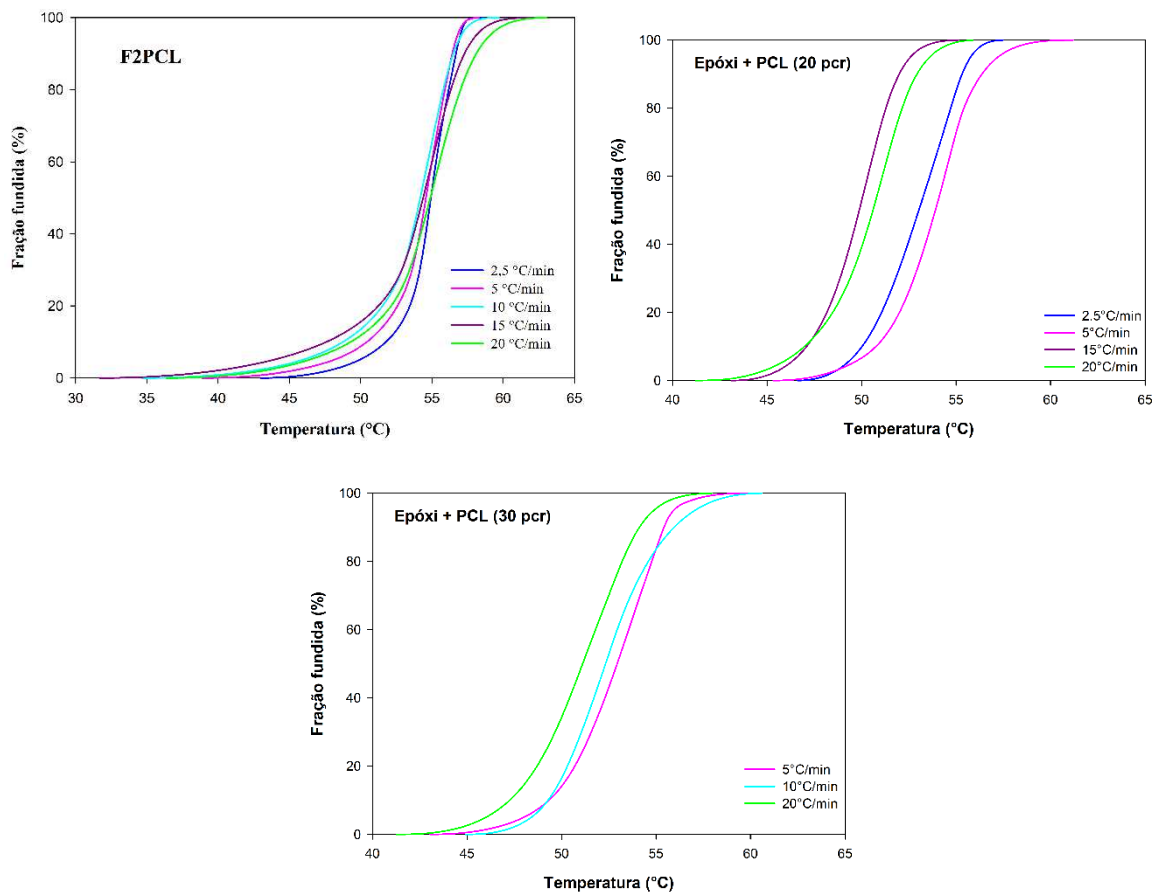 F2PCL
Fração fundida (%)
100
80
60
40
20
0
2,5 °C/min
5 °C/min
10 °C/min
15 °C/min
20 °C/min
30 35 40 45 50 55 60 65
Temperatura (°C)
Epóxi + PCL (20 pcr)
Fração fundida (%)
100
80
60
40
20
0
2.5°C/min
5°C/min
15°C/min
20°C/min
40 45 50 55 60 65
Temperatura (°C)
Epóxi + PCL (30 pcr)
Fração fundida (%)
100
80
60
40
20
0
5°C/min
10°C/min
20°C/min
40 45 50 55 60 65
Temperatura (°C)